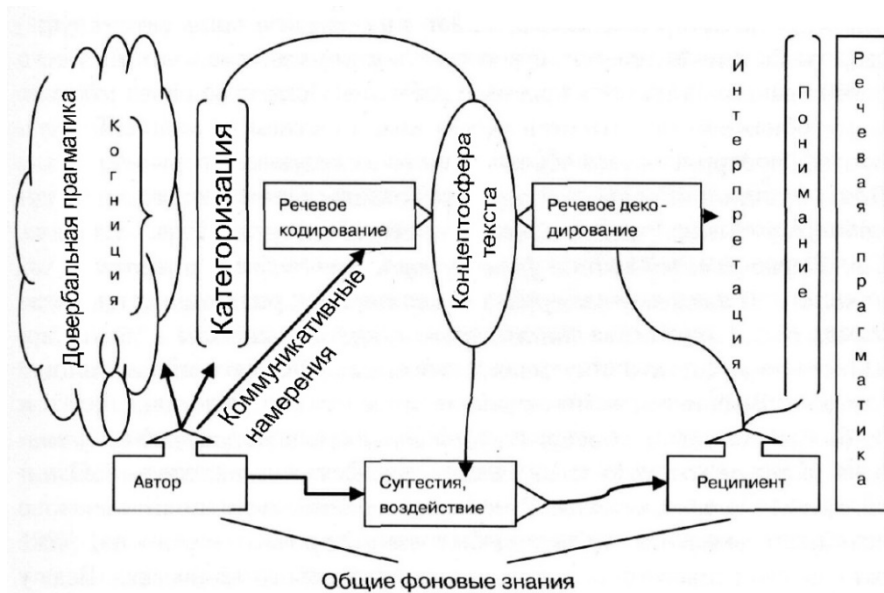 Довербальная прагматика
Когниция
Категоризация
Речевое
кодирование
Концептосфера
текста
Речевое деко-
дирование
Интерпретация
Понимание
Речевая прагматика
Коммуникативные
намерения
Автор
Суггестия,
воздействие
Реципиент
Общие фоновые знания